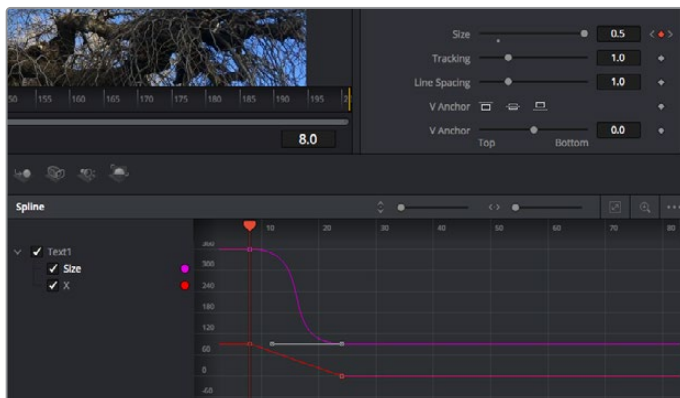 Size 0.5
Tracking 1.0
Line Spacing 1.0
V Anchor
V Anchor 0.0
Top Bottom
155 160 165 170 175 180 185 190 195
8.0
Spline
10 20 30 40 50 60 70 80
Text1
Size
X
300
240
180
120
60
0
-60